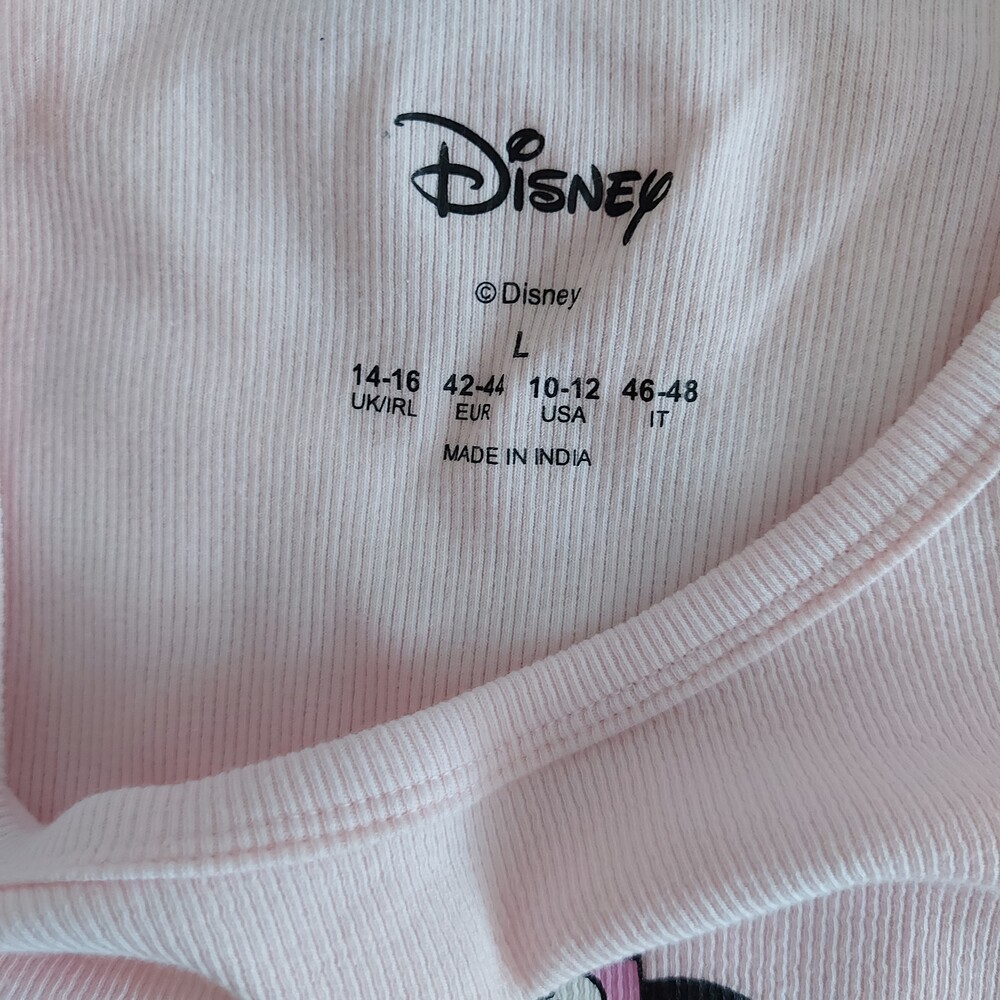 Disney
© Disney
L
14-16 42-44 10-12 46-48
UK/IRL EUR USA IT
MADE IN INDIA